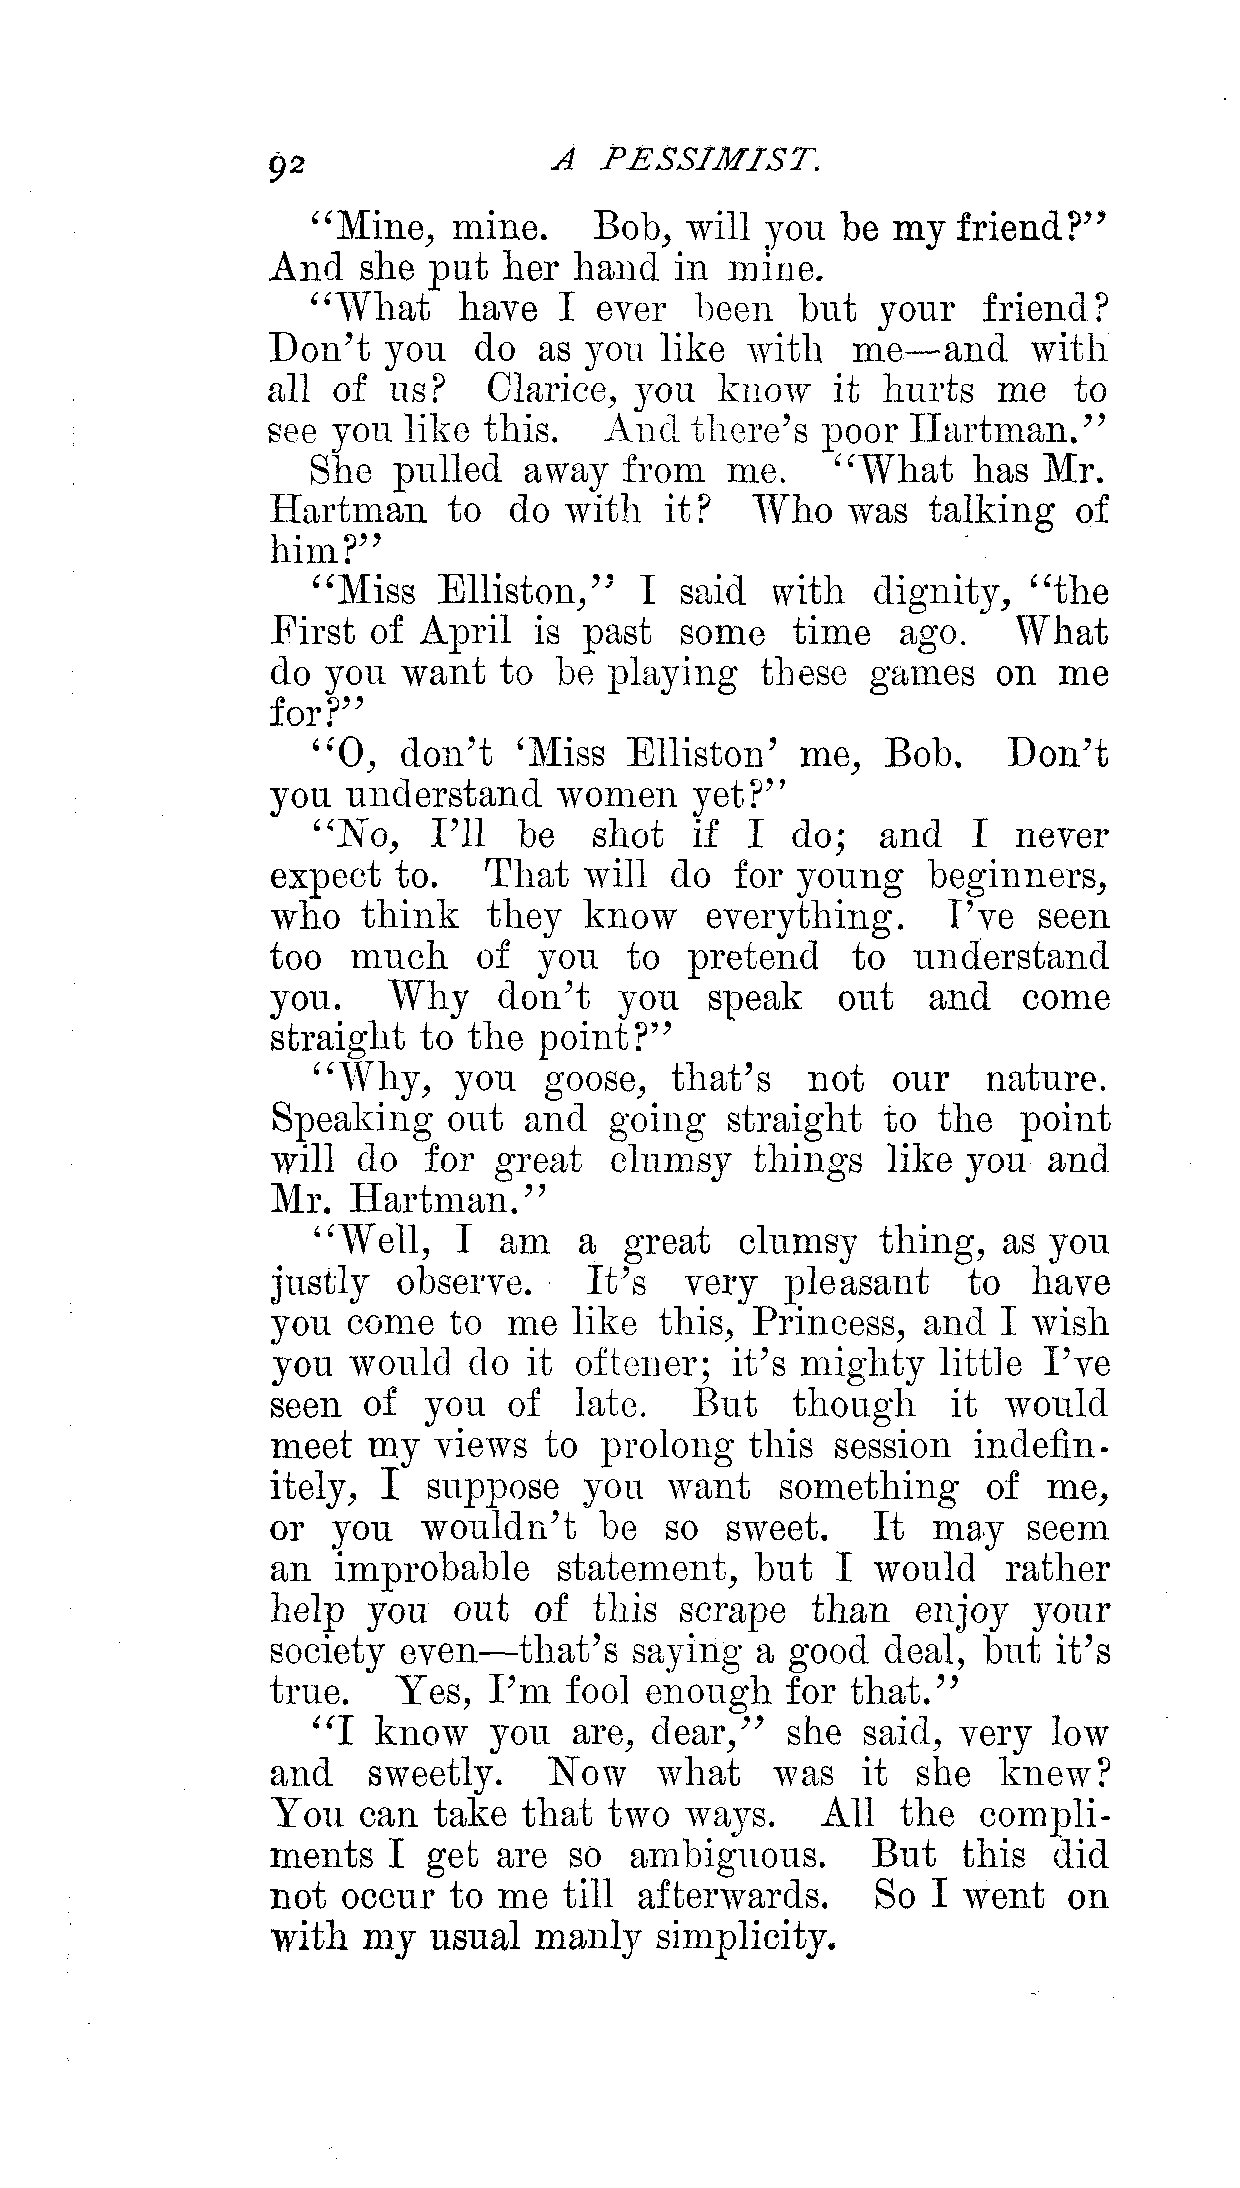 92 A PESSIMIST.
“Mine, mine. Bob, will you be my friend?”
And she put her hand in mine.
“What have I ever been but your friend?
Don’t you do as you like with me—and with
all of us? Clarice, you know it hurts me to
see you like this. And there’s poor Hartman.”
She pulled away from me. “What has Mr.
Hartman to do with it? Who was talking of
him?”
“Miss Elliston,” I said with dignity, “the
First of April is past some time ago. What
do you want to be playing these games on me
for?”
“O, don’t ‘Miss Elliston’ me, Bob. Don’t
you understand women yet?”
“No, I’ll be shot if I do; and I never
expect to. That will do for young beginners,
who think they know everything. I’ve seen
too much of you to pretend to understand
you. Why don’t you speak out and come
straight to the point?”
“Why, you goose, that’s not our nature.
Speaking out and going straight to the point
will do for great clumsy things like you and
Mr. Hartman.”
“Well, I am a great clumsy thing, as you
justly observe. It’s very pleasant to have
you come to me like this, Princess, and I wish
you would do it oftener; it’s mighty little I’ve
seen of you of late. But though it would
meet my views to prolong this session indefin-
itely, I suppose you want something of me,
or you wouldn’t be so sweet. It may seem
an improbable statement, but I would rather
help you out of this scrape than enjoy your
society even—that’s saying a good deal, but it’s
true. Yes, I’m fool enough for that.”
“I know you are, dear,” she said, very low
and sweetly. Now what was it she knew?
You can take that two ways. All the compli-
ments I get are so ambiguous. But this did
not occur to me till afterwards. So I went on
with my usual manly simplicity.